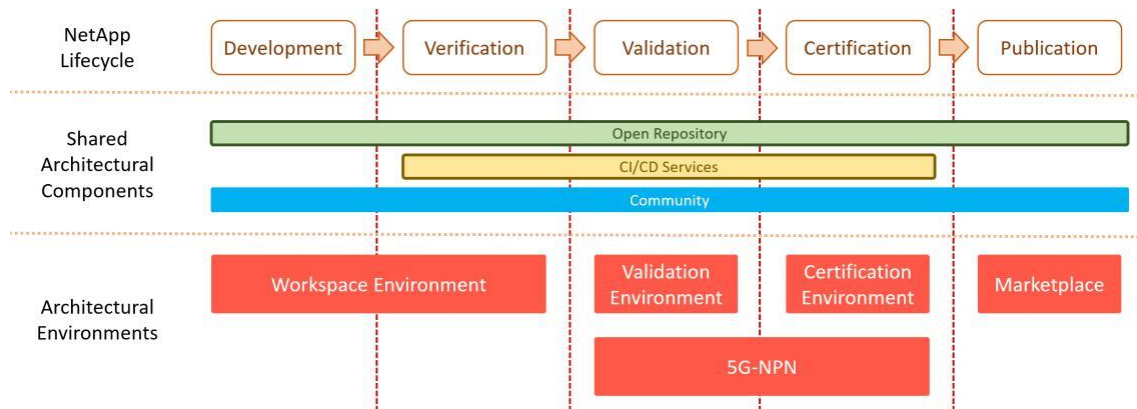 NetApp
Lifecycle
Development
Verification
Validation
Certification
Publication
Shared
Architectural
Components
Open Repository
CI/CD Services
Community
Architectural
Environments
Workspace Environment
Validation
Environment
Certification
Environment
Marketplace
5G-NPN